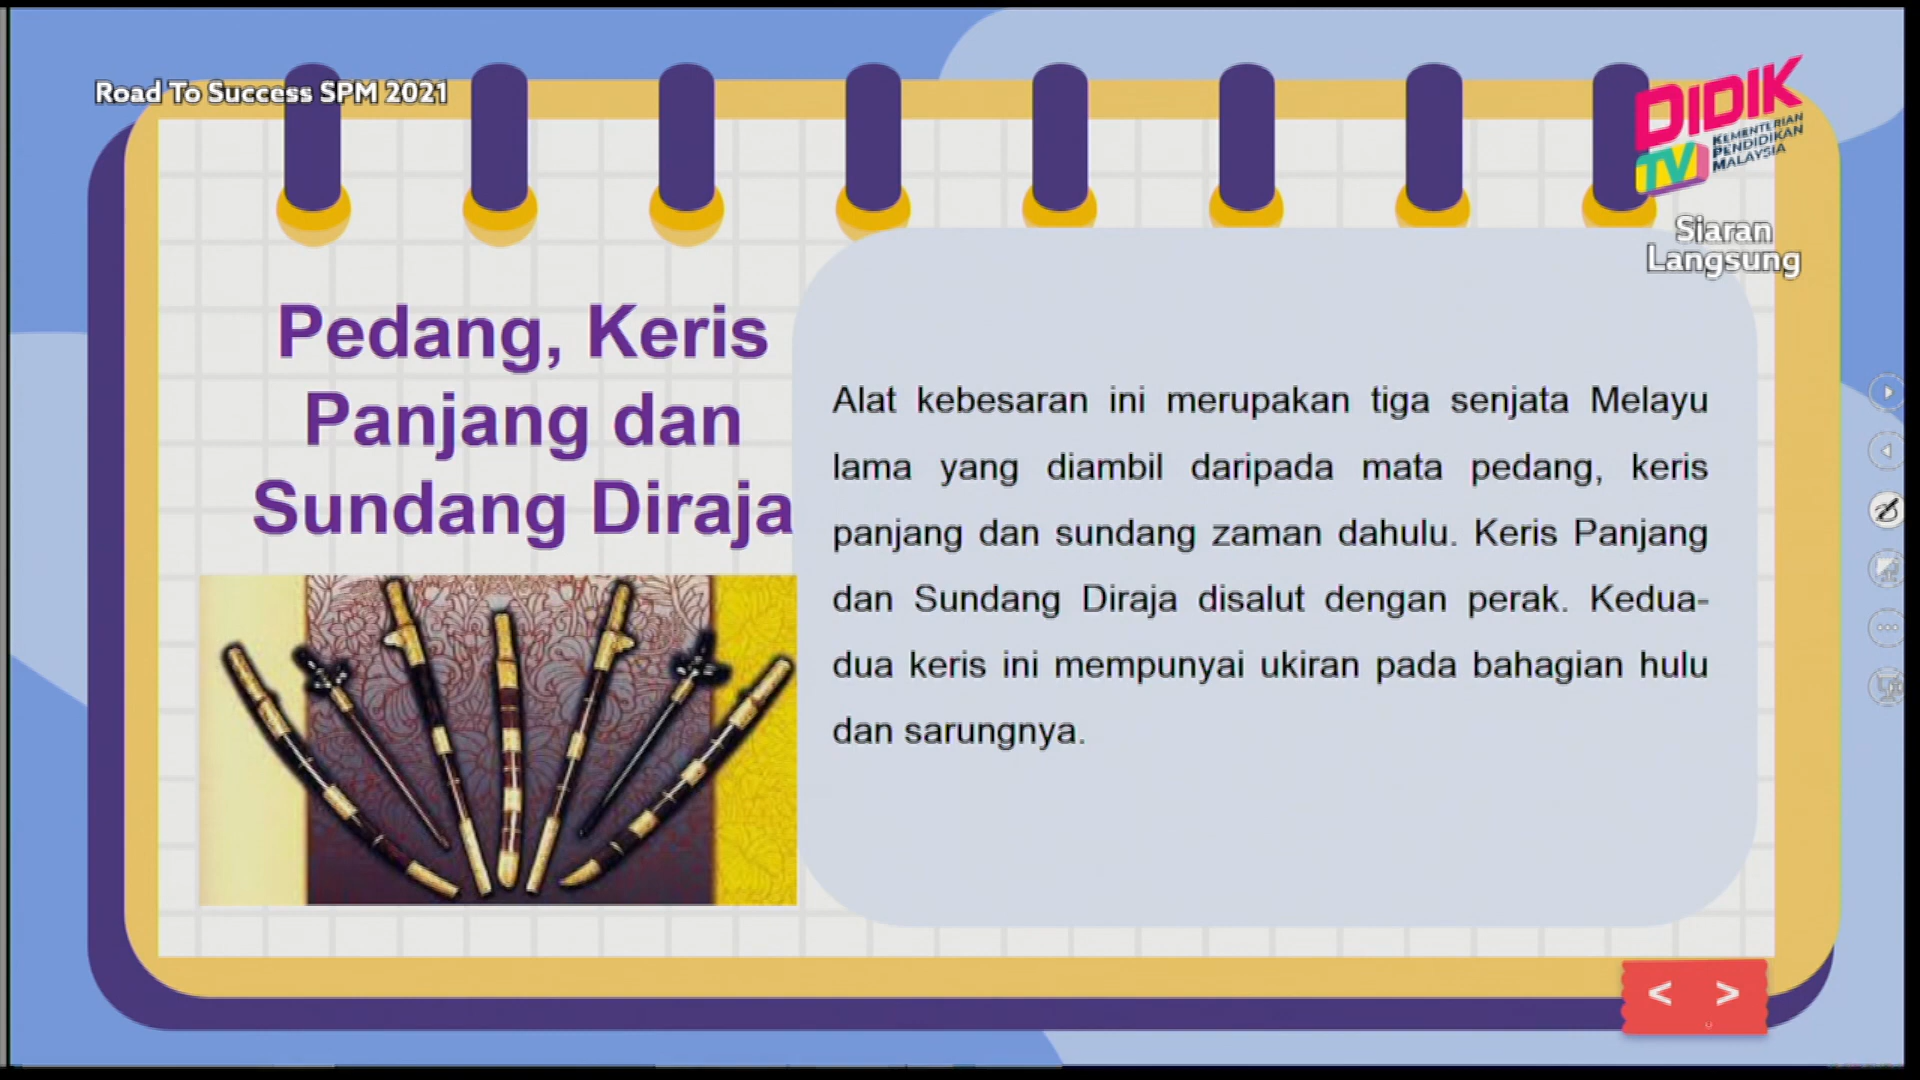 Road To Success SPM 2021
DIDIK
TV
KEMENTERIAN
PENDIDIKAN
MALAYSIA
Siaran
Langsung
Pedang, Keris
Panjang dan
Sundang Diraja
Alat kebesaran ini merupakan tiga senjata Melayu
lama yang diambil daripada mata pedang, keris
panjang dan sundang zaman dahulu. Keris Panjang
dan Sundang Diraja disalut dengan perak. Kedua-
dua keris ini mempunyai ukiran pada bahagian hulu
dan sarungnya.
< >